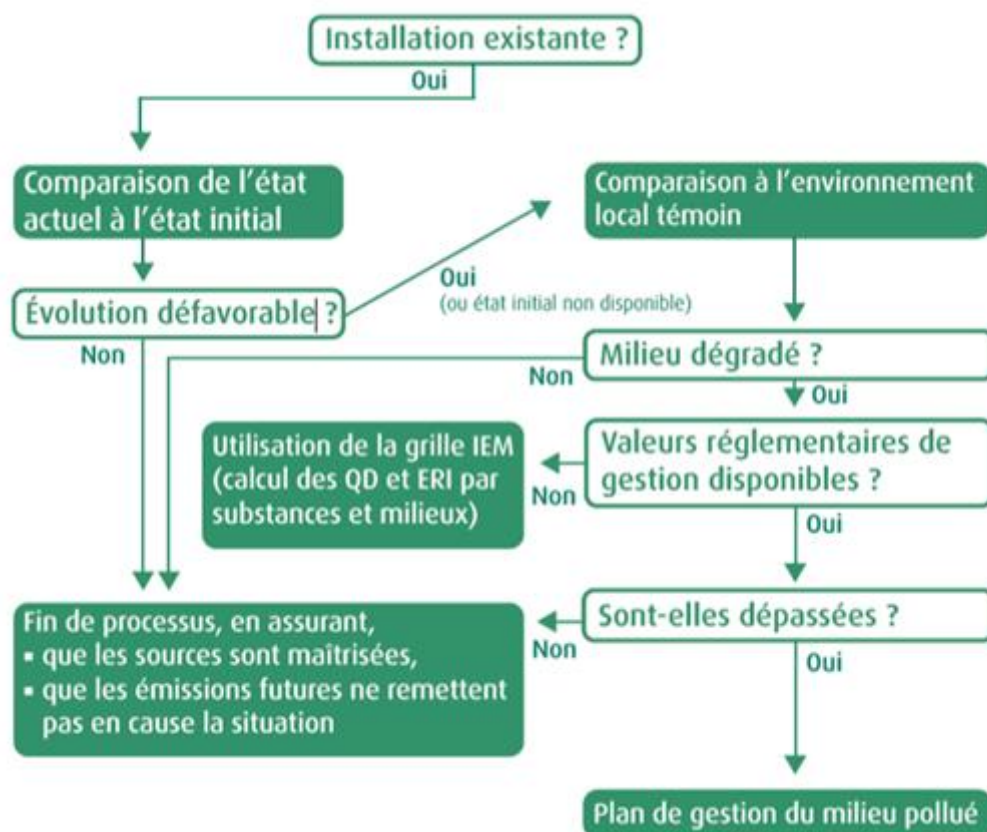 Installation existante ?
Oui
Comparaison de l'état
actuel à l'état initial
Comparaison à l'environnement
local témoin
Oui
(ou état initial non disponible)
Évolution défavorable ?
Non
Milieu dégradé ?
Non
Oui
Utilisation de la grille IEM
(calcul des QD et ERI par
substances et milieux)
Valeurs réglementaires de
gestion disponibles ?
Non
Oui
Fin de processus, en assurant,
▪ que les sources sont maîtrisées,
▪ que les émissions futures ne remettent
pas en cause la situation
Sont-elles dépassées ?
Non
Oui
Plan de gestion du milieu pollué